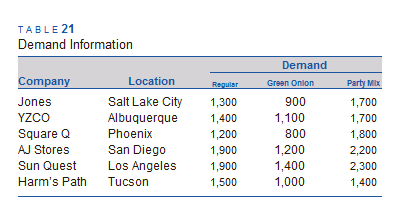 TABLE 21
Demand Information
Demand
Company Location Regular Green Onion Party Mix
Jones Salt Lake City 1,300 900 1,700
YZCO Albuquerque 1,400 1,100 1,700
Square Q Phoenix 1,200 800 1,800
AJ Stores San Diego 1,900 1,200 2,200
Sun Quest Los Angeles 1,900 1,400 2,300
Harm's Path Tucson 1,500 1,000 1,400